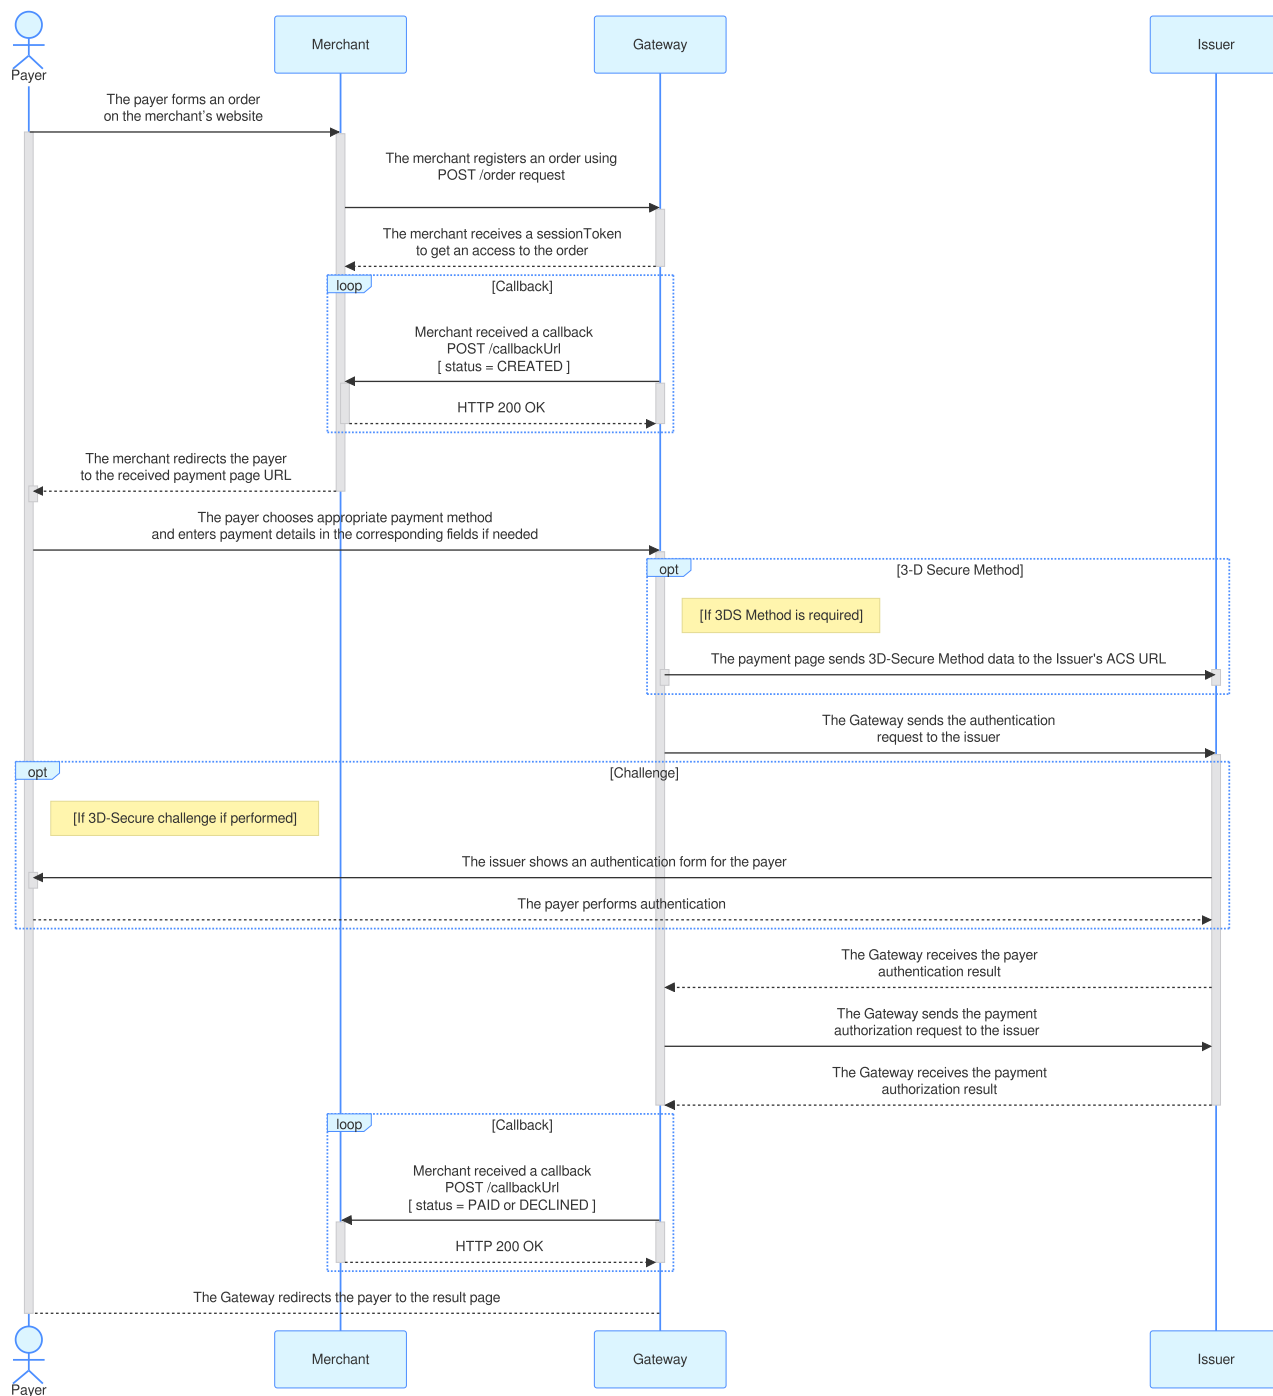 Payer
Merchant
Gateway
Issuer
The payer forms an order
on the merchant's website
The merchant registers an order using
POST /order request
The merchant receives a sessionToken
to get an access to the order
loop
[Callback]
Merchant received a callback
POST /callbackUrl
[ status = CREATED ]
HTTP 200 OK
The merchant redirects the payer
to the received payment page URL
The payer chooses appropriate payment method
and enters payment details in the corresponding fields if needed
opt
[3-D Secure Method]
[If 3DS Method is required]
The payment page sends 3D-Secure Method data to the Issuer's ACS URL
The Gateway sends the authentication
request to the issuer
opt
[Challenge]
[If 3D-Secure challenge if performed]
The issuer shows an authentication form for the payer
The payer performs authentication
The Gateway receives the payer
authentication result
The Gateway sends the payment
authorization request to the issuer
The Gateway receives the payment
authorization result
loop
[Callback]
Merchant received a callback
POST /callbackUrl
[ status = PAID or DECLINED ]
HTTP 200 OK
The Gateway redirects the payer to the result page
Payer
Merchant
Gateway
Issuer